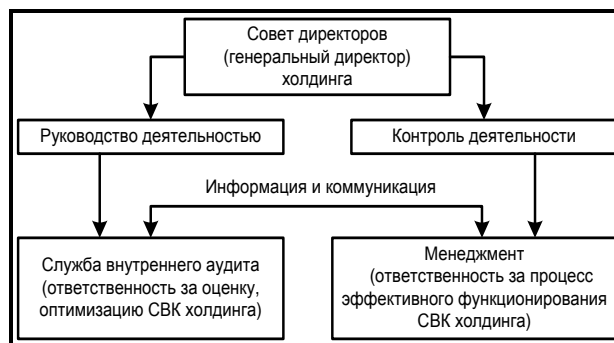 Совет директоров
(генеральный директор)
холдинга
Руководство деятельностью
Контроль деятельности
Информация и коммуникация
Служба внутреннего аудита
(ответственность за оценку,
оптимизацию СВК холдинга)
Менеджмент
(ответственность за процесс
эффективного функционирования
СВК холдинга)